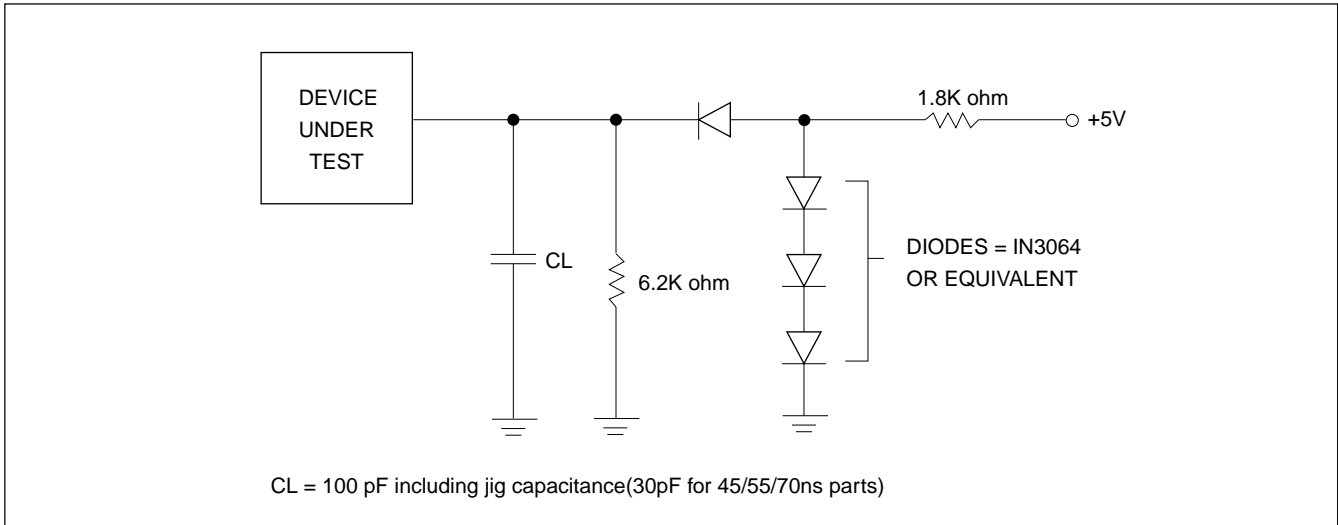 DEVICE
UNDER
TEST
1.8K ohm
+5V
CL
6.2K ohm
DIODES = IN3064
OR EQUIVALENT
CL = 100 pF including jig capacitance(30pF for 45/55/70ns parts)